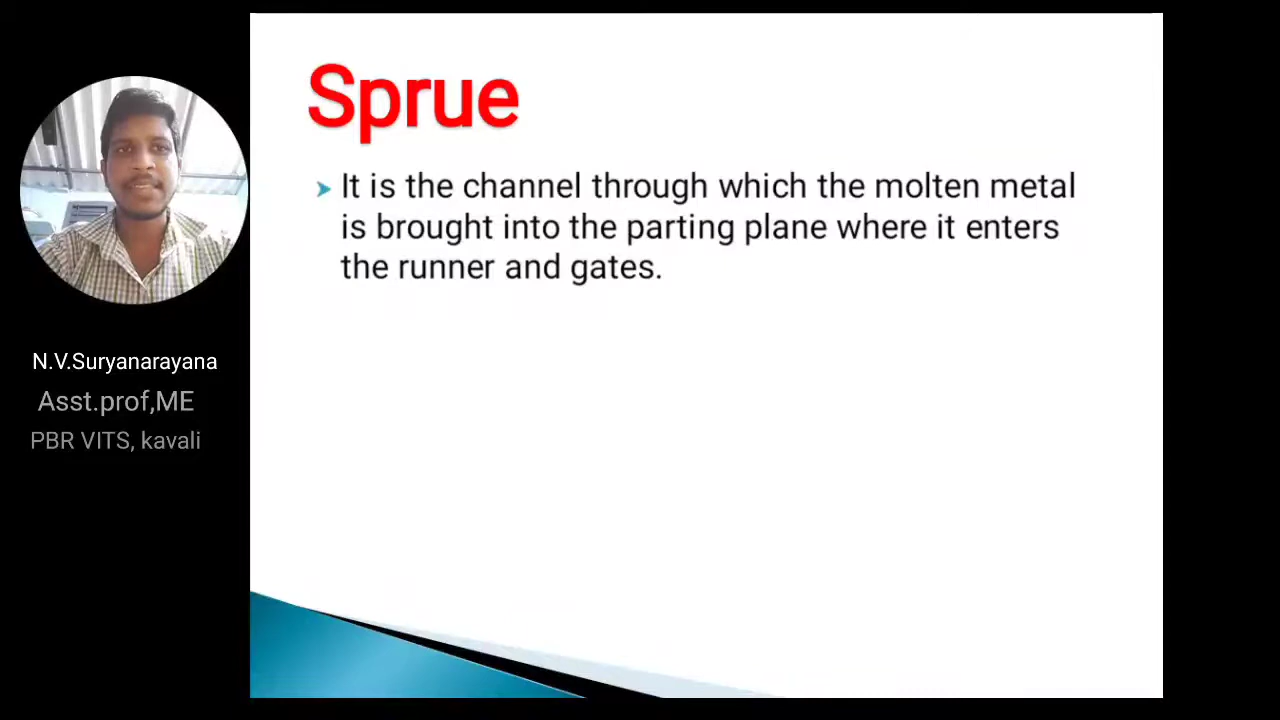 Sprue
It is the channel through which the molten metal
is brought into the parting plane where it enters
the runner and gates.
N.V.Suryanarayana
Asst.prof,ME
PBR VITS, kavali